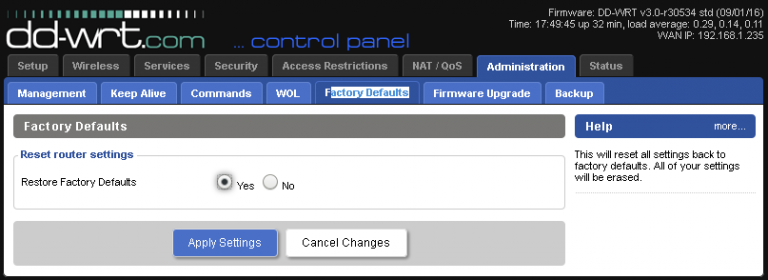 Firmware: DD-WRT v3.0-r30534 std (09/01/16)
Time: 17:49:45 up 32 min, load average: 0.29, 0.14, 0.11
WAN IP: 192.168.1.235
dd-wrt.com ... control panel
Setup Wireless Services Security Access Restrictions NAT / QoS Administration Status
Management Keep Alive Commands WOL Factory Defaults Firmware Upgrade Backup
Factory Defaults
Reset router settings
Restore Factory Defaults Yes No
Apply Settings Cancel Changes
Help more...
This will reset all settings back to
factory defaults. All of your settings
will be erased.